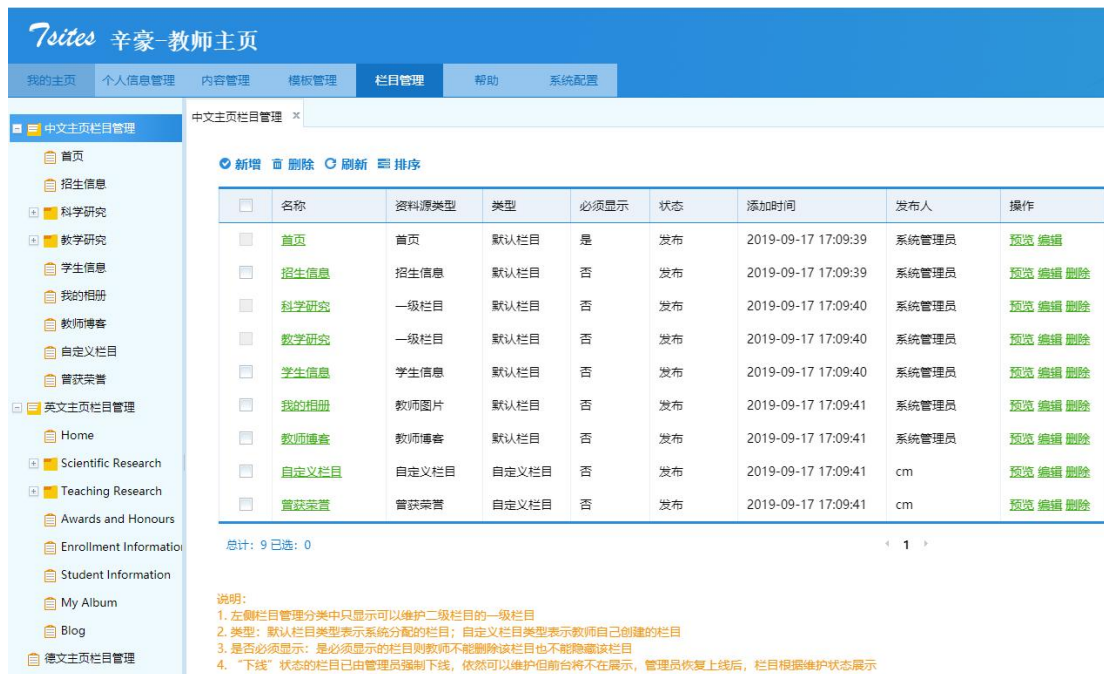 Tsites 辛豪-教师主页
我的主页 个人信息管理 内容管理 模板管理 栏目管理 帮助 系统配置
中文主页栏目管理
首页
招生信息
科学研究
教学研究
学生信息
我的相册
教师博客
自定义栏目
曾获荣誉
英文主页栏目管理
Home
Scientific Research
Teaching Research
Awards and Honours
Enrollment Information
Student Information
My Album
Blog
德文主页栏目管理
中文主页栏目管理 ×
新增 删除 刷新 排序
名称 资料源类型 类型 必须显示 状态 添加时间 发布人 操作
首页 首页 默认栏目 是 发布 2019-09-17 17:09:39 系统管理员 预览 编辑
招生信息 招生信息 默认栏目 否 发布 2019-09-17 17:09:39 系统管理员 预览 编辑 删除
科学研究 一级栏目 默认栏目 否 发布 2019-09-17 17:09:40 系统管理员 预览 编辑 删除
教学研究 一级栏目 默认栏目 否 发布 2019-09-17 17:09:40 系统管理员 预览 编辑 删除
学生信息 学生信息 默认栏目 否 发布 2019-09-17 17:09:40 系统管理员 预览 编辑 删除
我的相册 教师图片 默认栏目 否 发布 2019-09-17 17:09:41 系统管理员 预览 编辑 删除
教师博客 教师博客 默认栏目 否 发布 2019-09-17 17:09:41 系统管理员 预览 编辑 删除
自定义栏目 自定义栏目 自定义栏目 否 发布 2019-09-17 17:09:41 cm 预览 编辑 删除
曾获荣誉 曾获荣誉 自定义栏目 否 发布 2019-09-17 17:09:41 cm 预览 编辑 删除
总计：9 已选：0 1
说明：
1. 左侧栏目管理分类中只显示可以维护二级栏目的一级栏目
2. 类型：默认栏目类型表示系统分配的栏目；自定义栏目类型表示教师自己创建的栏目
3. 是否必须显示：是必须显示的栏目则教师不能删除该栏目也不能隐藏该栏目
4. “下线”状态的栏目已由管理员强制下线，依然可以维护但前台将不在展示，管理员恢复上线后，栏目根据维护状态展示